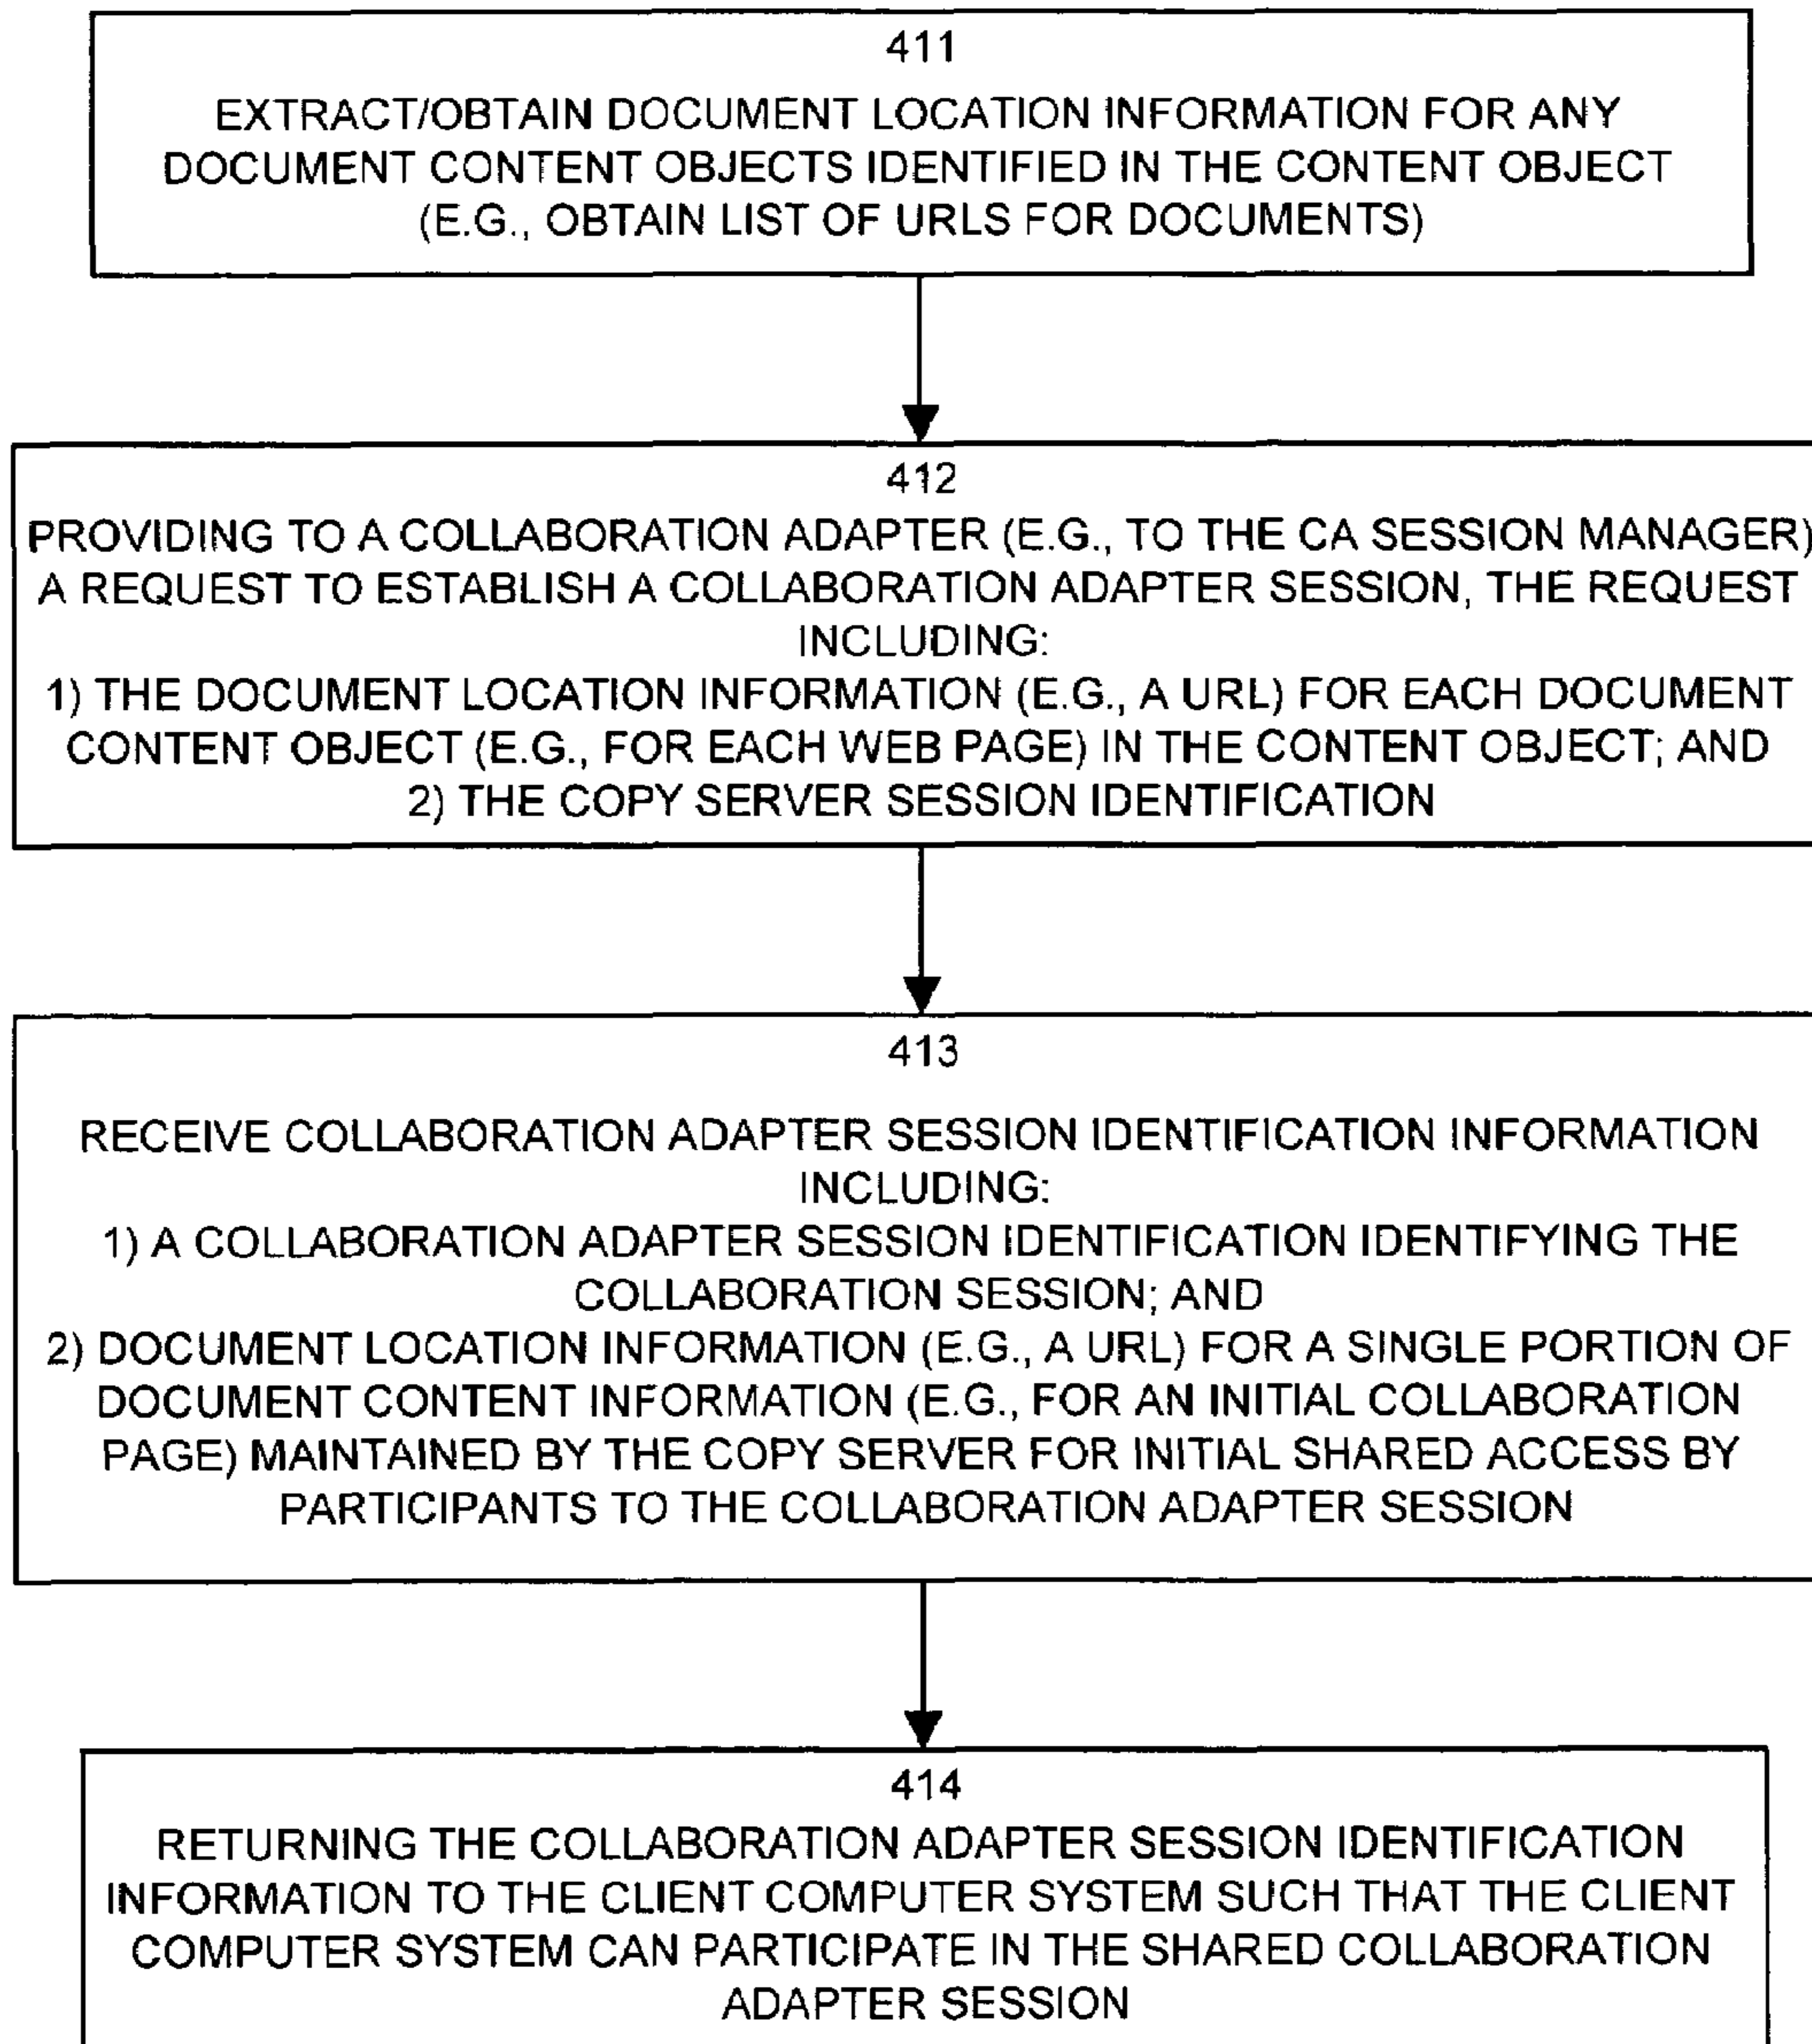 411
EXTRACT/OBTAIN DOCUMENT LOCATION INFORMATION FOR ANY
DOCUMENT CONTENT OBJECTS IDENTIFIED IN THE CONTENT OBJECT
(E.G., OBTAIN LIST OF URLS FOR DOCUMENTS)
412
PROVIDING TO A COLLABORATION ADAPTER (E.G., TO THE CA SESSION MANAGER)
A REQUEST TO ESTABLISH A COLLABORATION ADAPTER SESSION, THE REQUEST
INCLUDING:
1) THE DOCUMENT LOCATION INFORMATION (E.G., A URL) FOR EACH DOCUMENT
CONTENT OBJECT (E.G., FOR EACH WEB PAGE) IN THE CONTENT OBJECT; AND
2) THE COPY SERVER SESSION IDENTIFICATION
413
RECEIVE COLLABORATION ADAPTER SESSION IDENTIFICATION INFORMATION
INCLUDING:
1) A COLLABORATION ADAPTER SESSION IDENTIFICATION IDENTIFYING THE
COLLABORATION SESSION; AND
2) DOCUMENT LOCATION INFORMATION (E.G., A URL) FOR A SINGLE PORTION OF
DOCUMENT CONTENT INFORMATION (E.G., FOR AN INITIAL COLLABORATION
PAGE) MAINTAINED BY THE COPY SERVER FOR INITIAL SHARED ACCESS BY
PARTICIPANTS TO THE COLLABORATION ADAPTER SESSION
414
RETURNING THE COLLABORATION ADAPTER SESSION IDENTIFICATION
INFORMATION TO THE CLIENT COMPUTER SYSTEM SUCH THAT THE CLIENT
COMPUTER SYSTEM CAN PARTICIPATE IN THE SHARED COLLABORATION
ADAPTER SESSION